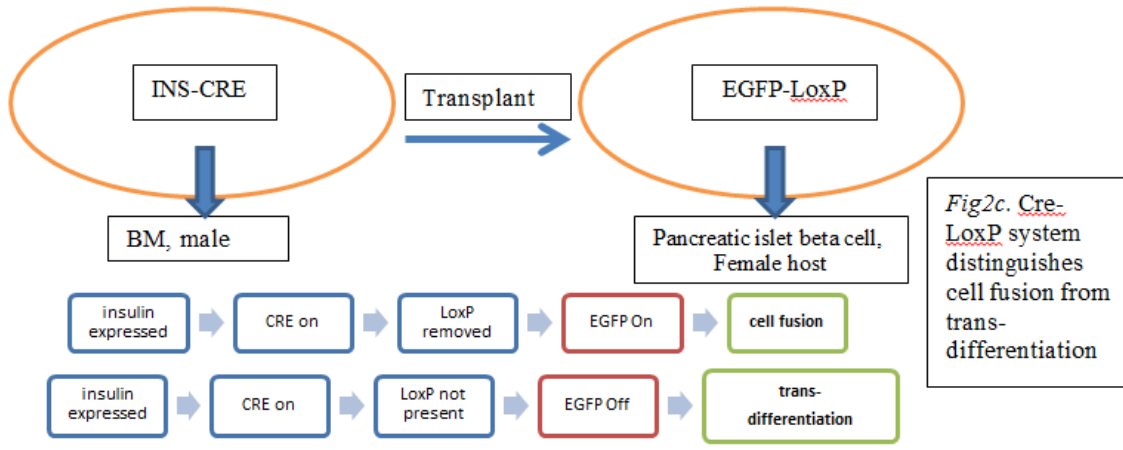 INS-CRE
Transplant
EGFP-LoxP
BM, male
Pancreatic islet beta cell,
Female host
Fig2c. Cre-
LoxP system
distinguishes
cell fusion from
trans-
differentiation
insulin
expressed
CRE on
LoxP
removed
EGFP On
cell fusion
insulin
expressed
CRE on
LoxP not
present
EGFP Off
trans-
differentiation